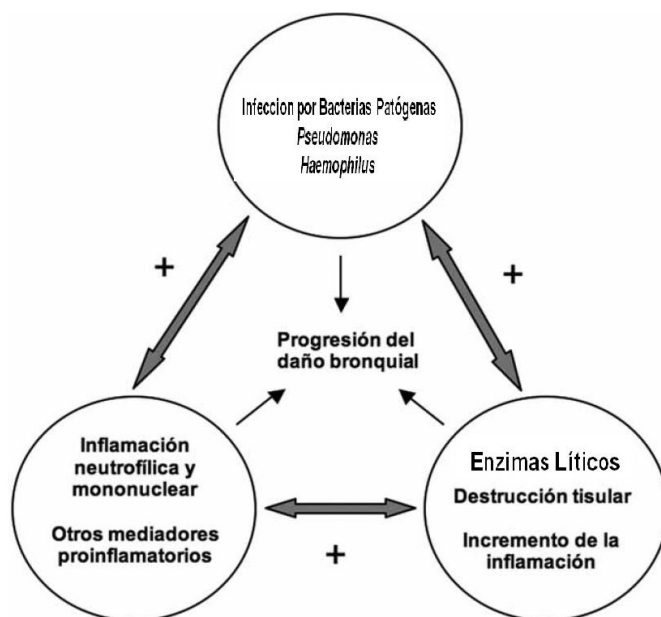 Infeccion por Bacterias Patógenas
Pseudomonas
Haemophilus
+
+
Progresión del
daño bronquial
Inflamación
neutrofílica y
mononuclear
Otros mediadores
proinflamatorios
Enzimas Líticos
Destrucción tisular
Incremento de la
inflamación
+